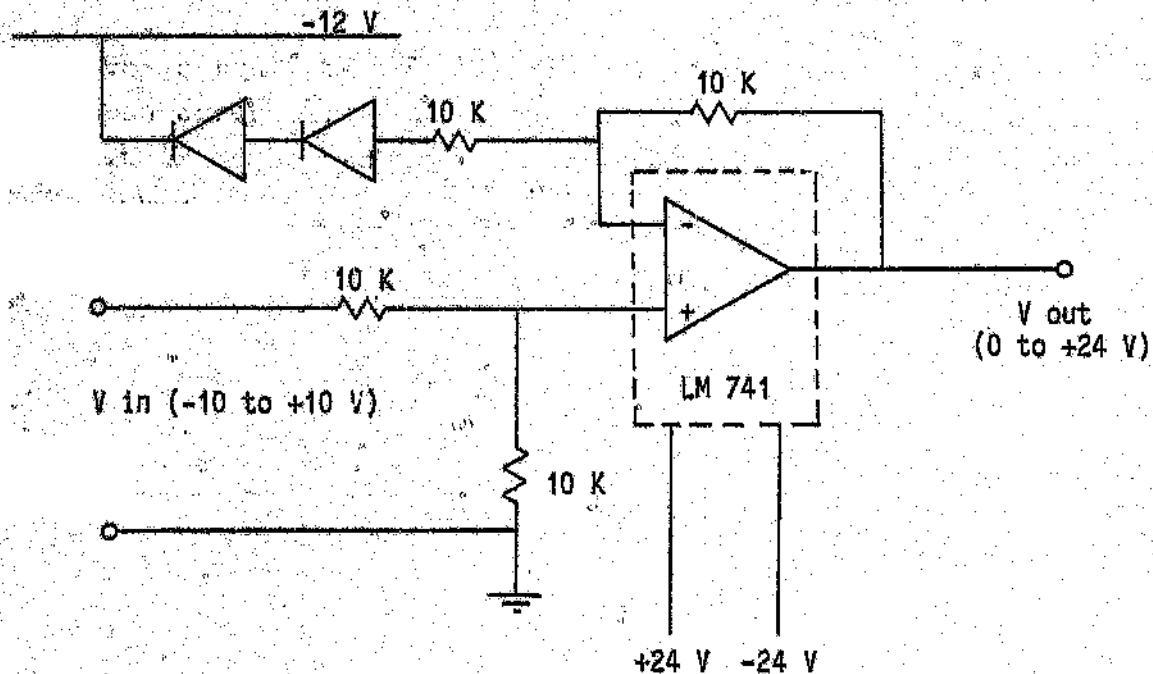 -12 V
10 K
10 K
-
10 K
+
V out
(0 to +24 V)
LM 741
V in (-10 to +10 V)
10 K
+24 V
-24 V